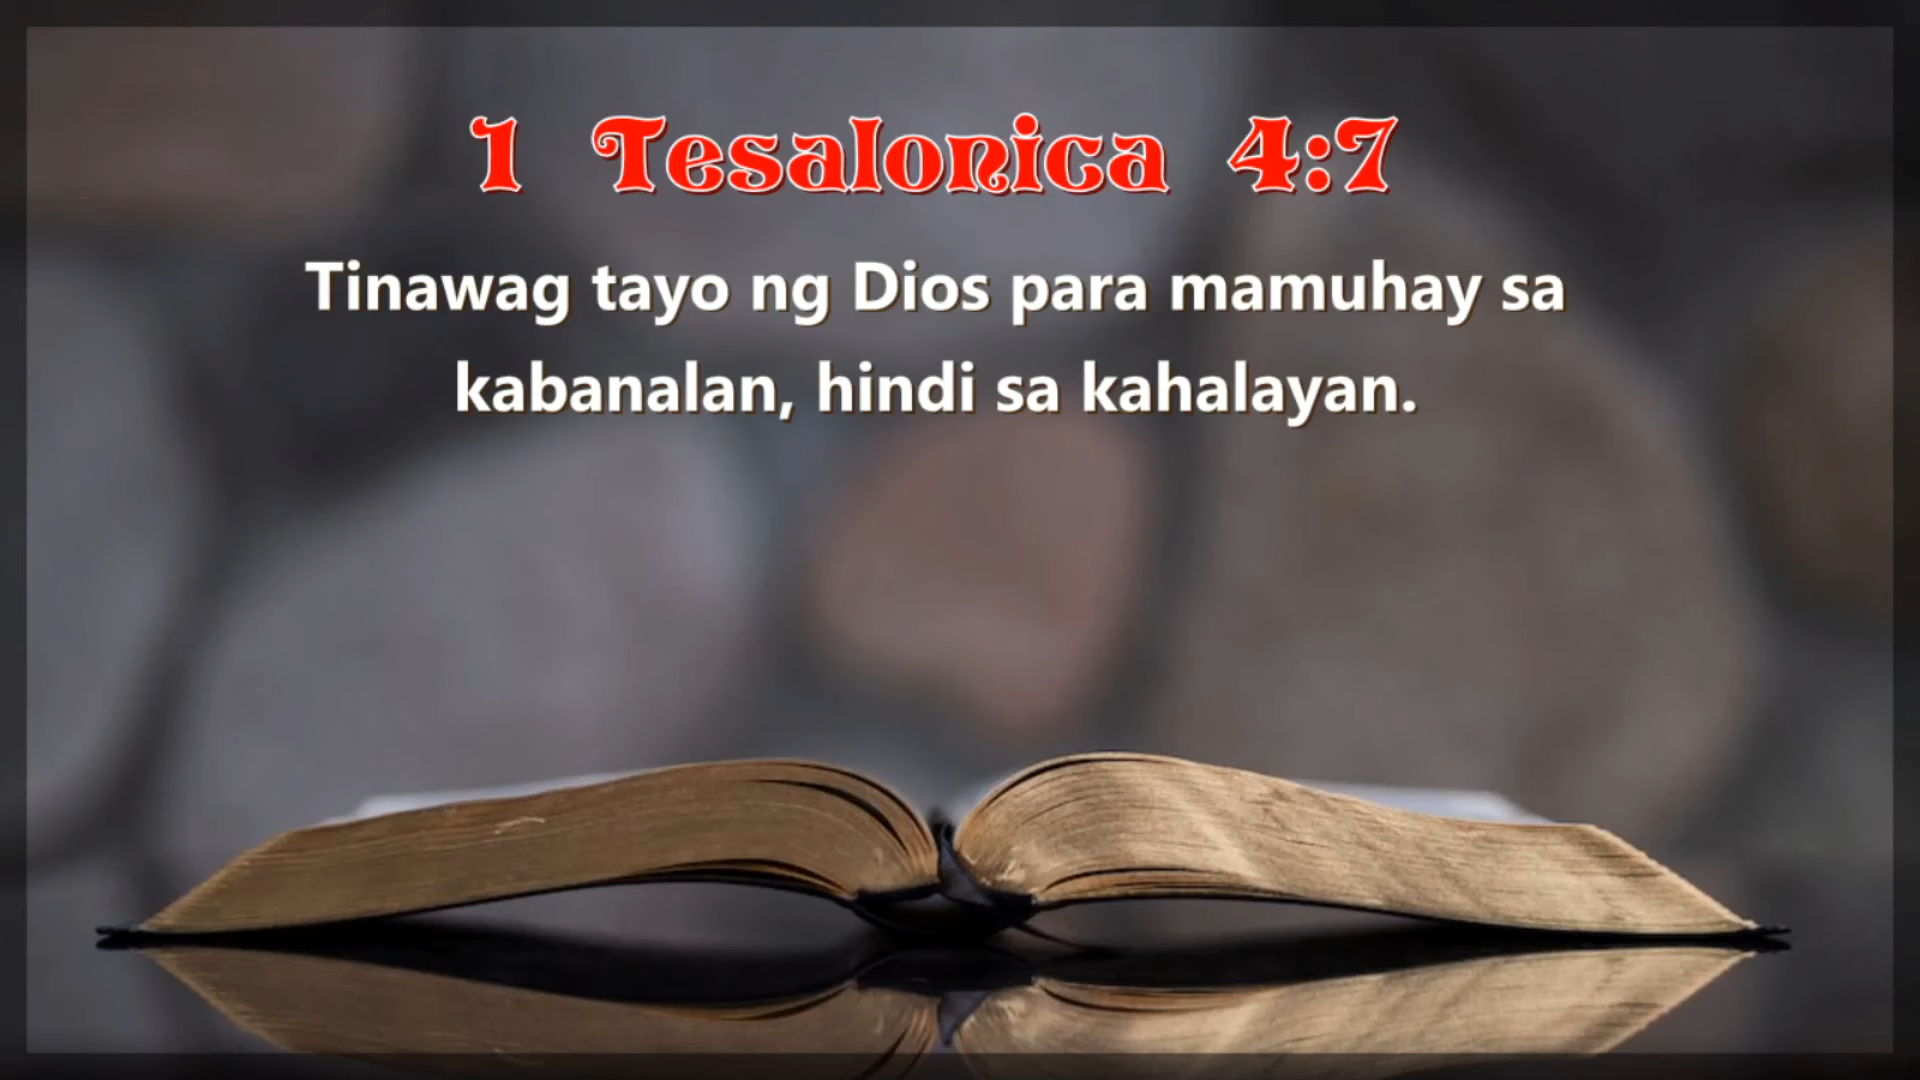 1 Tesalonica 4:7
Tinawag tayo ng Dios para mamuhay sa
kabanalan, hindi sa kahalayan.